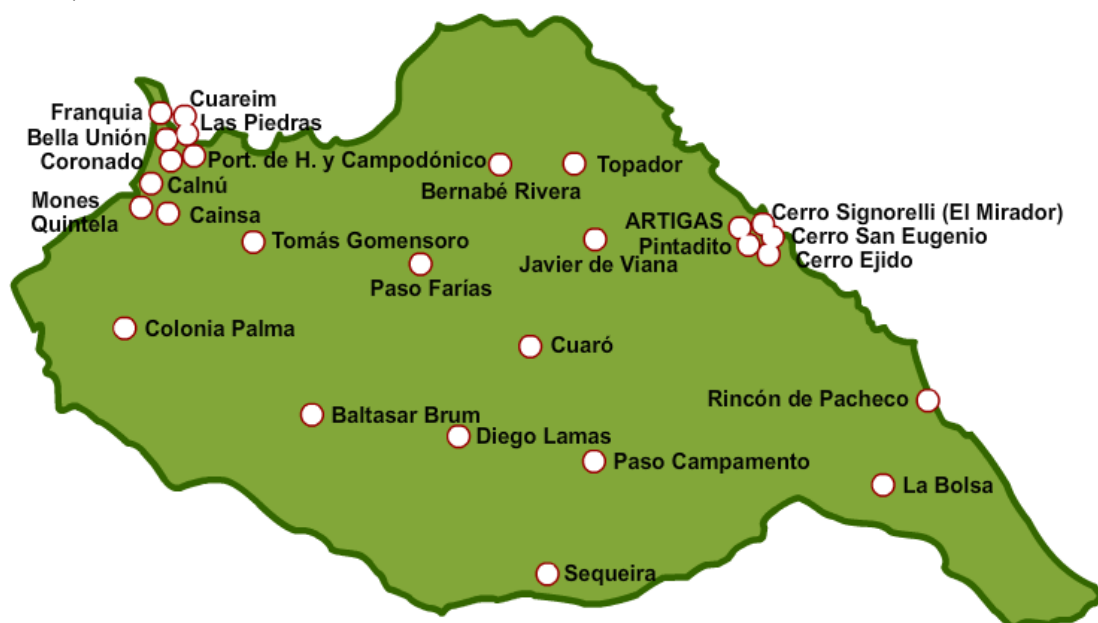 Franquia
Cuareim
Las Piedras
Bella Unión
Coronado
Port. de H. y Campodónico
Bernabé Rivera
Topador
Calnú
Mones
Quintela
Cainsa
Tomás Gomensoro
Paso Farías
Javier de Viana
ARTIGAS
Pintadito
Cerro Signorelli (El Mirador)
Cerro San Eugenio
Cerro Ejido
Colonia Palma
Cuaró
Rincón de Pacheco
Baltasar Brum
Diego Lamas
Paso Campamento
La Bolsa
Sequeira